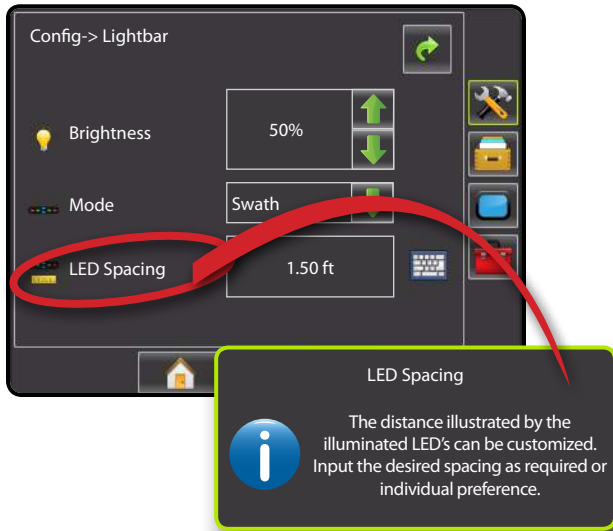 Config-> Lightbar
Brightness
50%
Mode
Swath
LED Spacing
1.50 ft
LED Spacing
The distance illustrated by the
illuminated LED's can be customized.
Input the desired spacing as required or
individual preference.